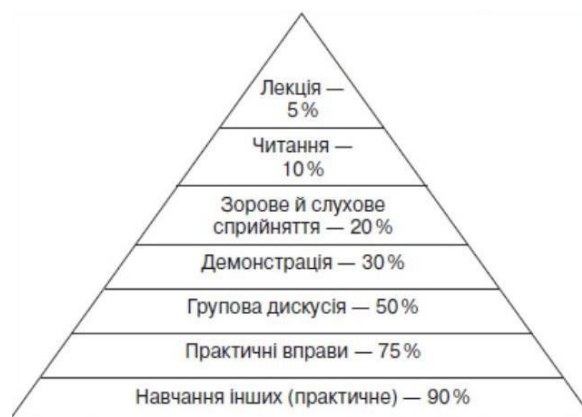 Лекція —
5 %
Читання —
10 %
Зорове й слухове
сприйняття — 20 %
Демонстрація — 30 %
Групова дискусія — 50 %
Практичні вправи — 75 %
Навчання інших (практичне) — 90 %